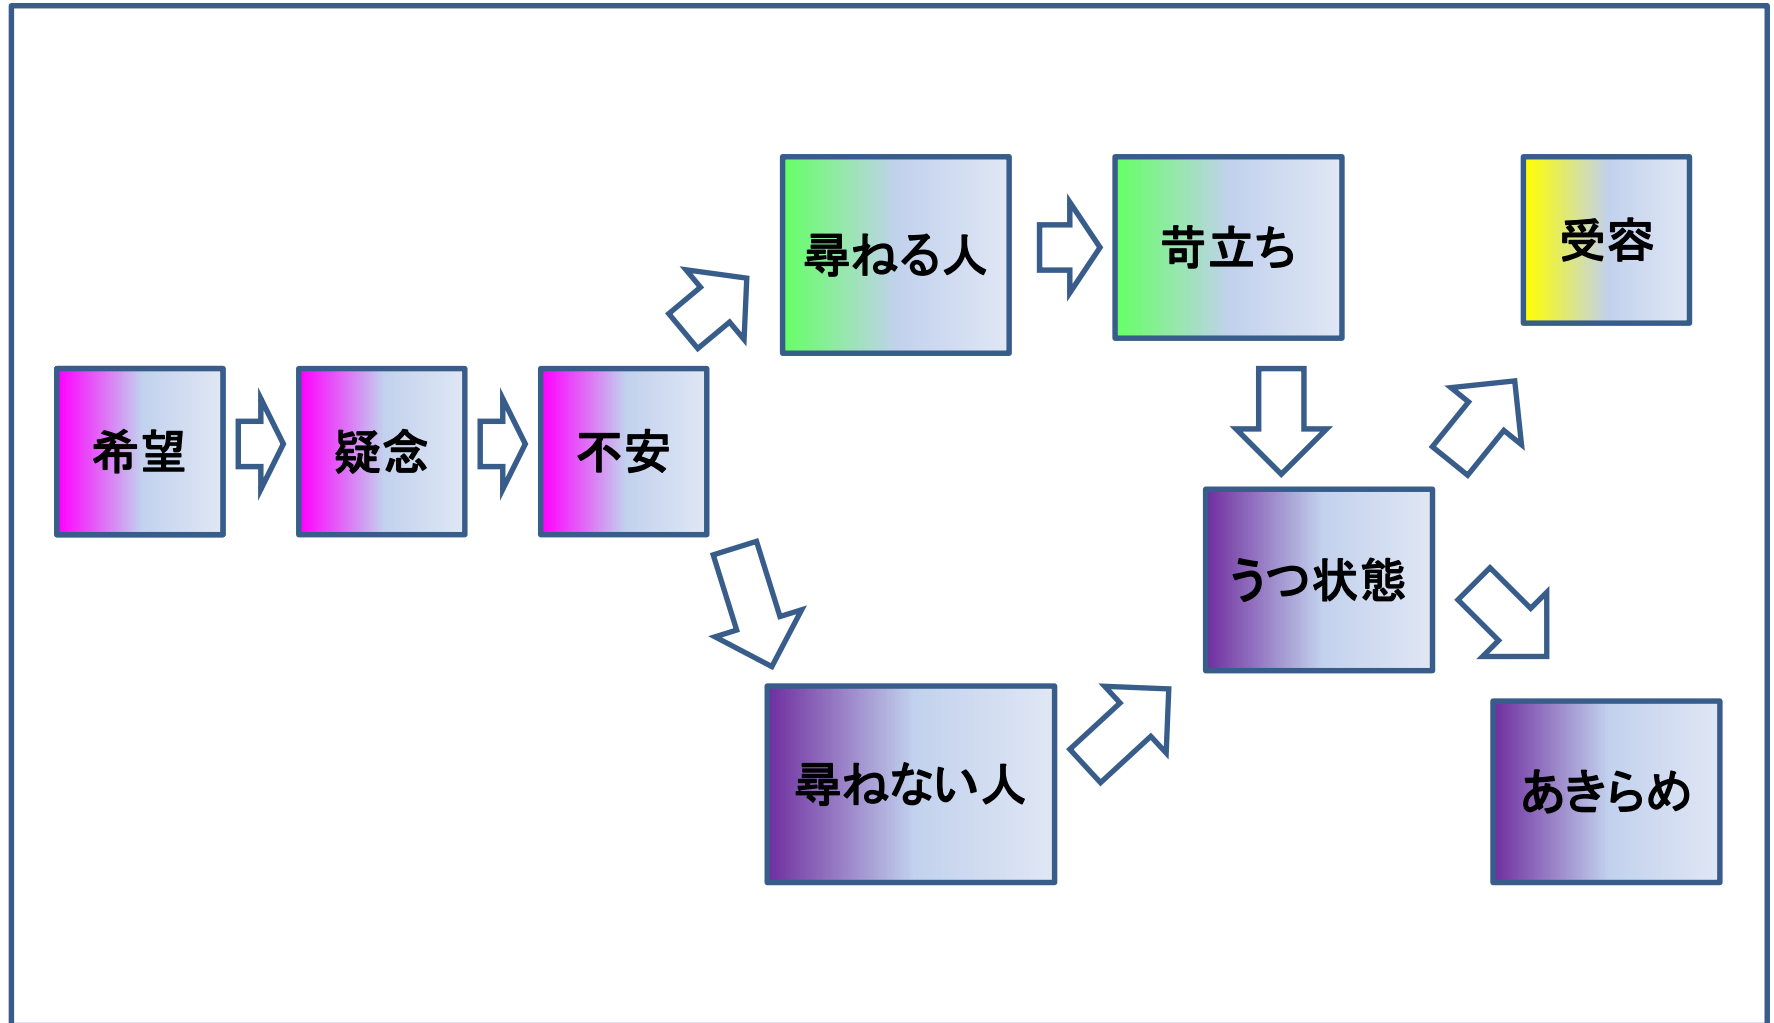 希望
疑念
不安
尋ねる人
苛立ち
尋ねない人
うつ状態
受容
あきらめ